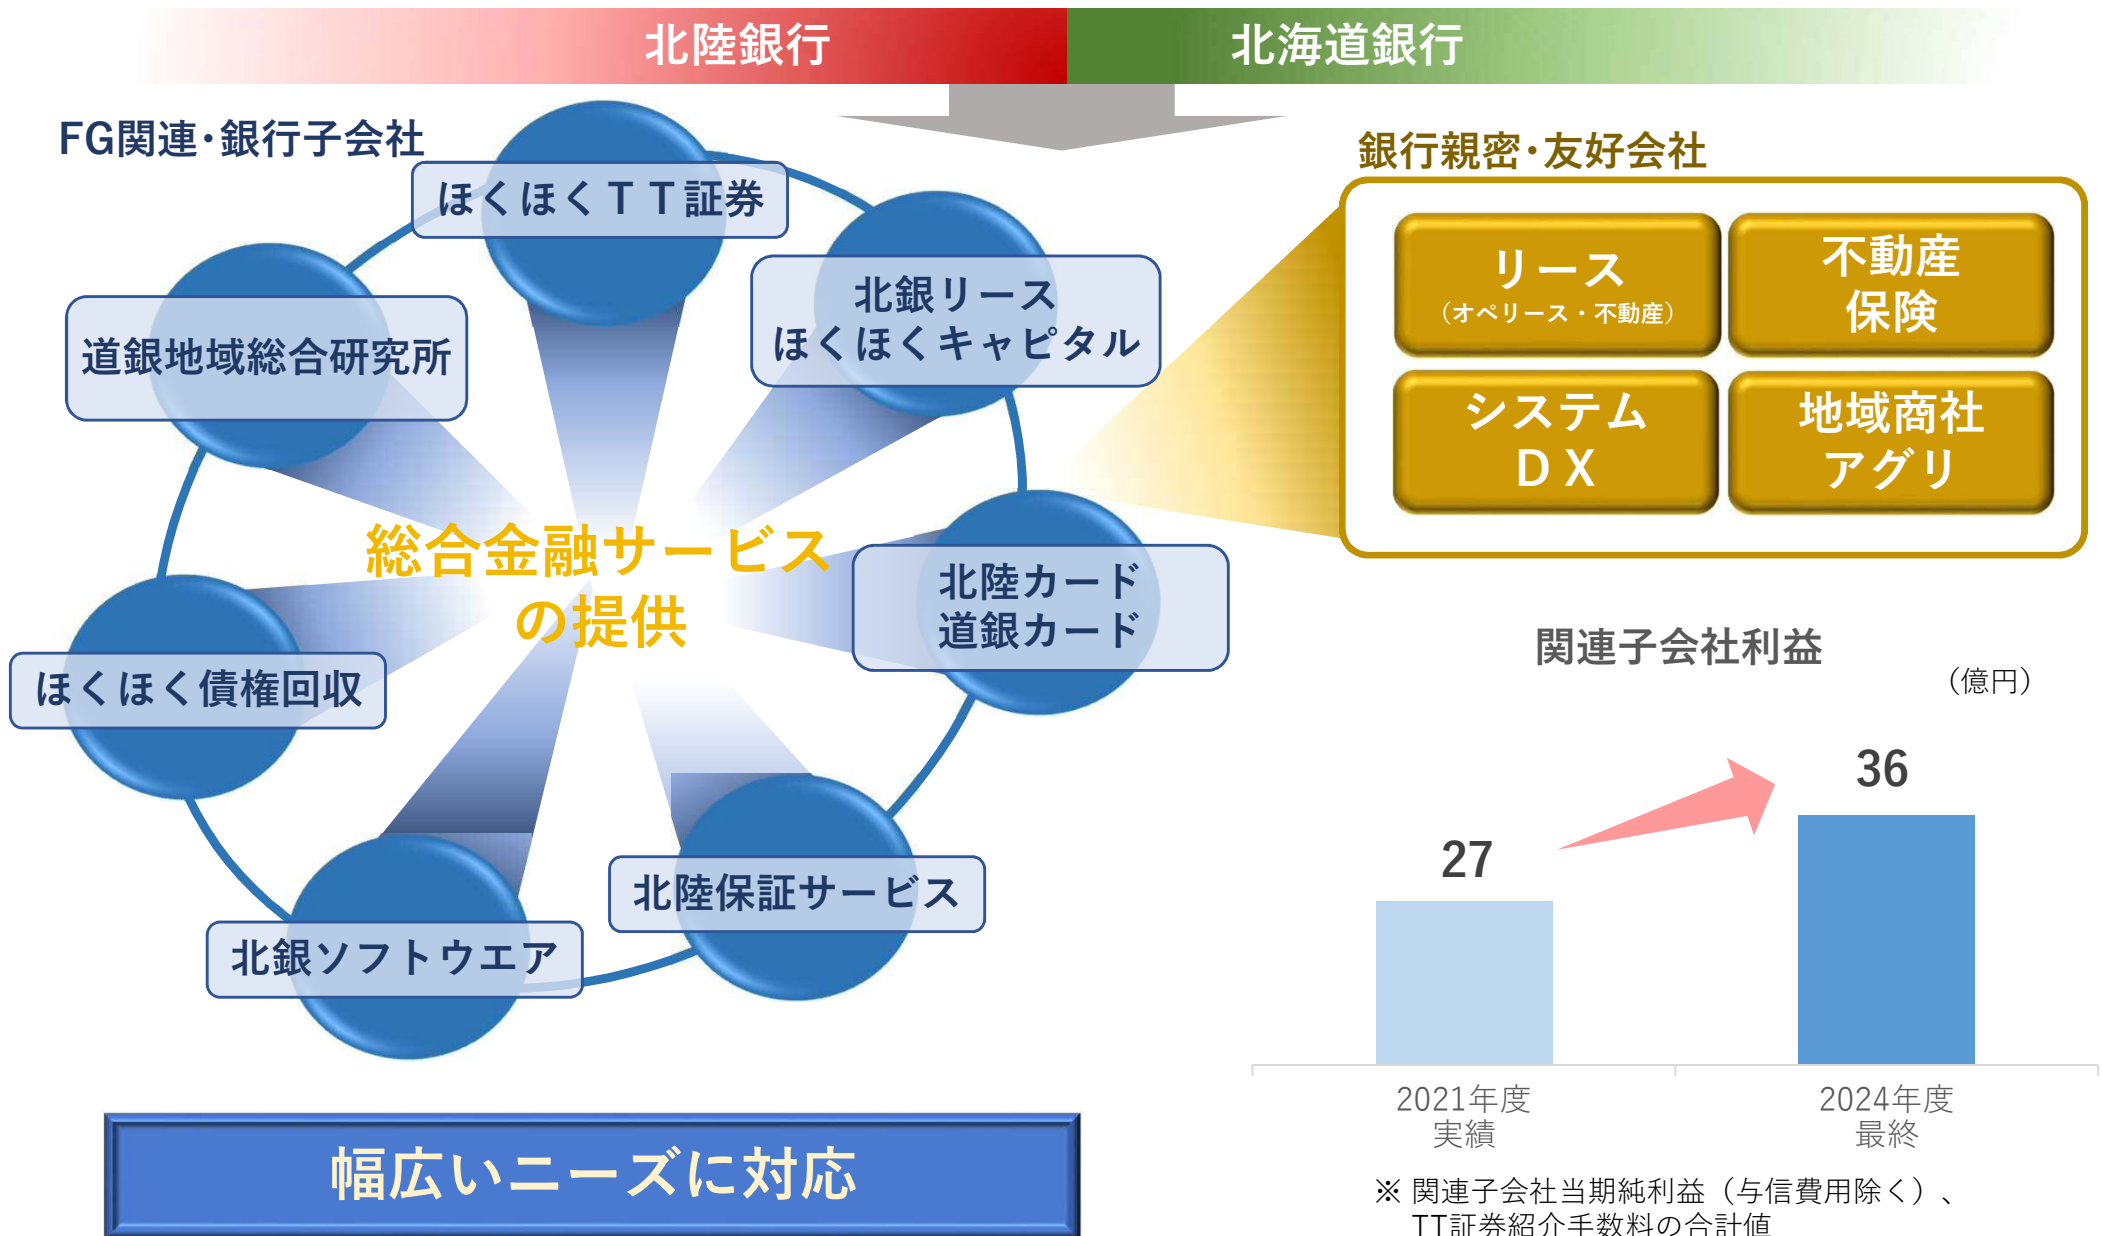 北陸銀行
北海道銀行
FG関連・銀行子会社
ほくほくＴＴ証券
北銀リース
ほくほくキャピタル
道銀地域総合研究所
総合金融サービス
の提供
北陸カード
道銀カード
ほくほく債権回収
北陸保証サービス
北銀ソフトウエア
幅広いニーズに対応
銀行親密・友好会社
リース
（オペリース・不動産）
不動産
保険
システム
ＤＸ
地域商社
アグリ
関連子会社利益
（億円）
27
36
2021年度
実績
2024年度
最終
※ 関連子会社当期純利益（与信費用除く）、
TT証券紹介手数料の合計値